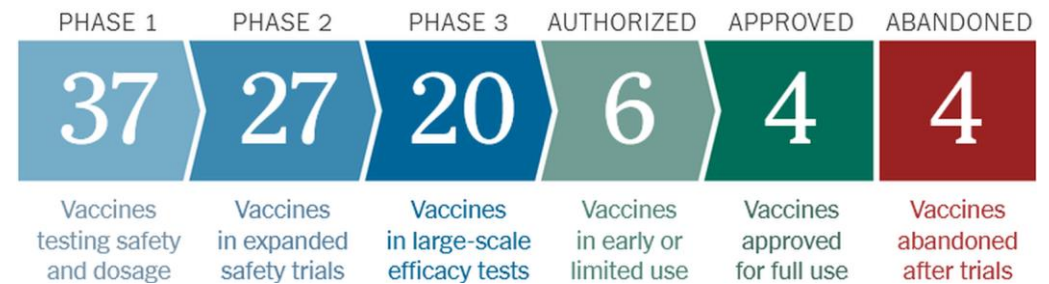 PHASE 1 PHASE 2 PHASE 3 AUTHORIZED APPROVED ABANDONED
37 27 20 6 4 4
Vaccines Vaccines Vaccines Vaccines Vaccines Vaccines
testing safety in expanded in large-scale in early or approved abandoned
and dosage safety trials efficacy tests limited use for full use after trials